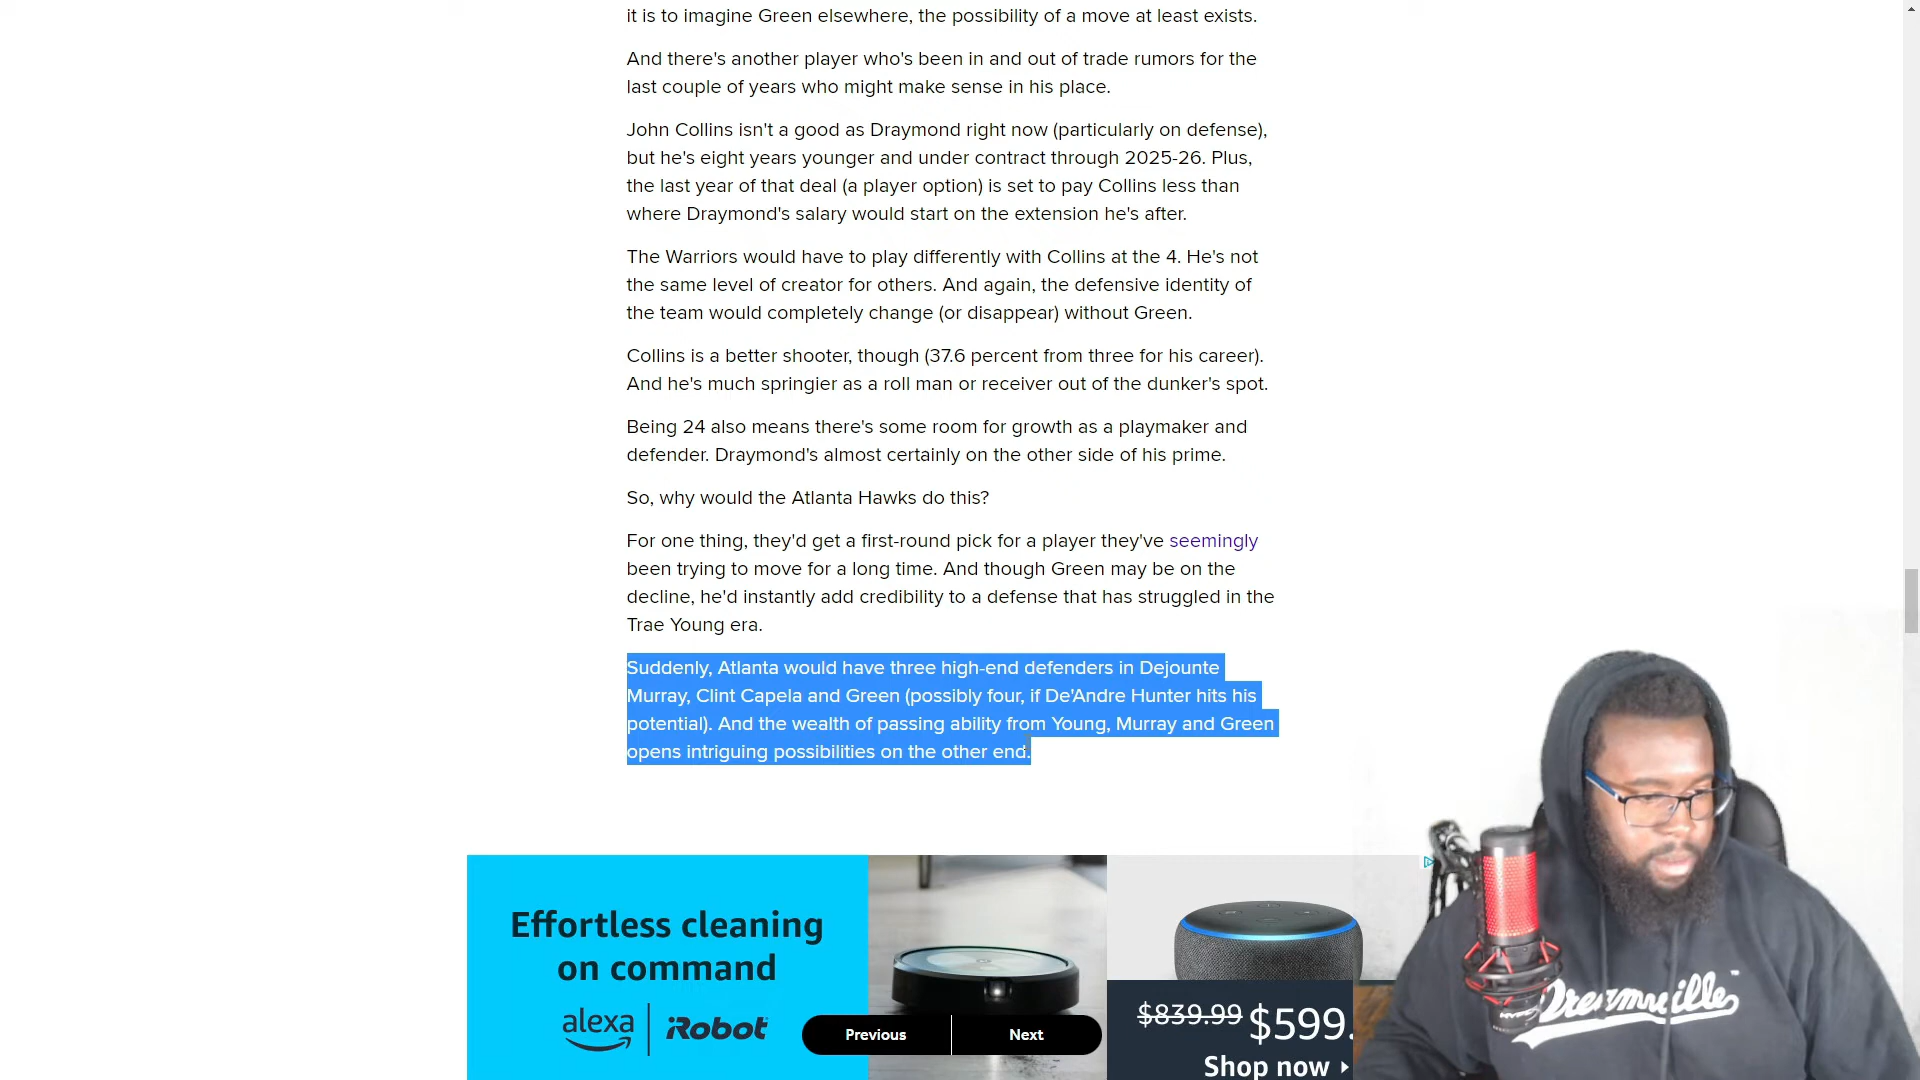 it is to imagine Green elsewhere, the possibility of a move at least exists.
And there's another player who's been in and out of trade rumors for the
last couple of years who might make sense in his place.
John Collins isn't a good as Draymond right now (particularly on defense),
but he's eight years younger and under contract through 2025-26. Plus,
the last year of that deal (a player option) is set to pay Collins less than
where Draymond's salary would start on the extension he's after.
The Warriors would have to play differently with Collins at the 4. He's not
the same level of creator for others. And again, the defensive identity of
the team would completely change (or disappear) without Green.
Collins is a better shooter, though (37.6 percent from three for his career).
And he's much springier as a roll man or receiver out of the dunker's spot.
Being 24 also means there's some room for growth as a playmaker and
defender. Draymond's almost certainly on the other side of his prime.
So, why would the Atlanta Hawks do this?
For one thing, they'd get a first-round pick for a player they've seemingly
been trying to move for a long time. And though Green may be on the
decline, he'd instantly add credibility to a defense that has struggled in the
Trae Young era.
Suddenly, Atlanta would have three high-end defenders in Dejounte
Murray, Clint Capela and Green (possibly four, if De'Andre Hunter hits his
potential). And the wealth of passing ability from Young, Murray and Green
opens intriguing possibilities on the other end.
Effortless cleaning
on command
alexa
iRobot
Previous
Next
$839.99 $599.
Shop now
Dreamville